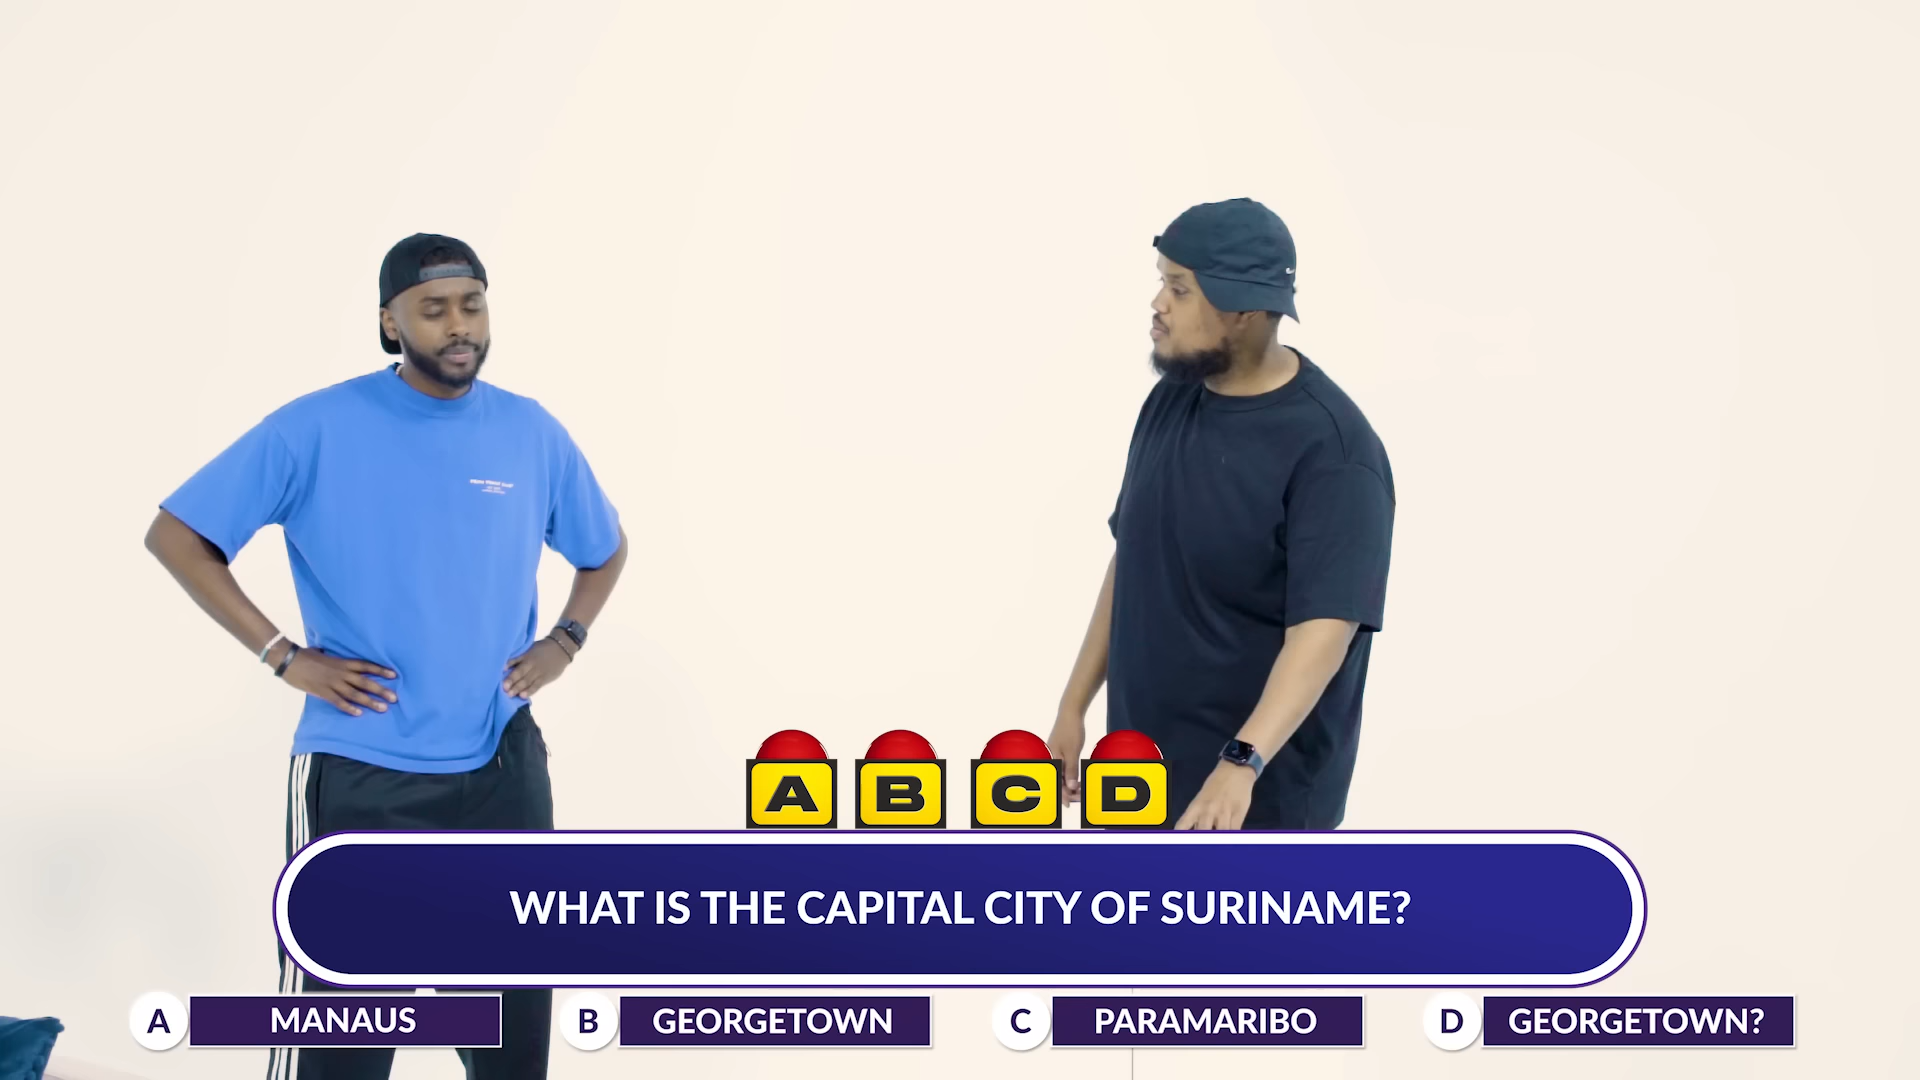 A B C D
WHAT IS THE CAPITAL CITY OF SURINAME?
A MANAUS
B GEORGETOWN
C PARAMARIBO
D GEORGETOWN?